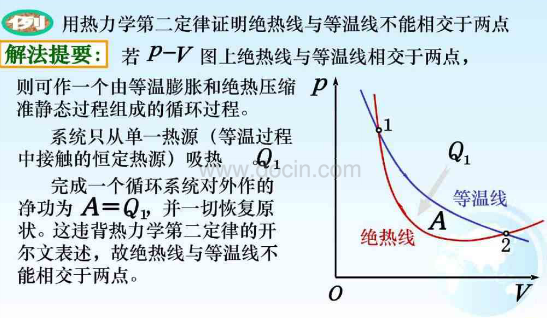 例 用热力学第二定律证明绝热线与等温线不能相交于两点
解法提要: 若 P-V 图上绝热线与等温线相交于两点，
则可作一个由等温膨胀和绝热压缩
准静态过程组成的循环过程。
系统只从单一热源（等温过程
中接触的恒定热源）吸热 Q1
完成一个循环系统对外作的
净功为 A=Q1，并一切恢复原
状。这违背热力学第二定律的开
尔文表述，故绝热线与等温线不
能相交于两点。
p
1
Q1
等温线
绝热线
A
2
O
V
www.docin.com